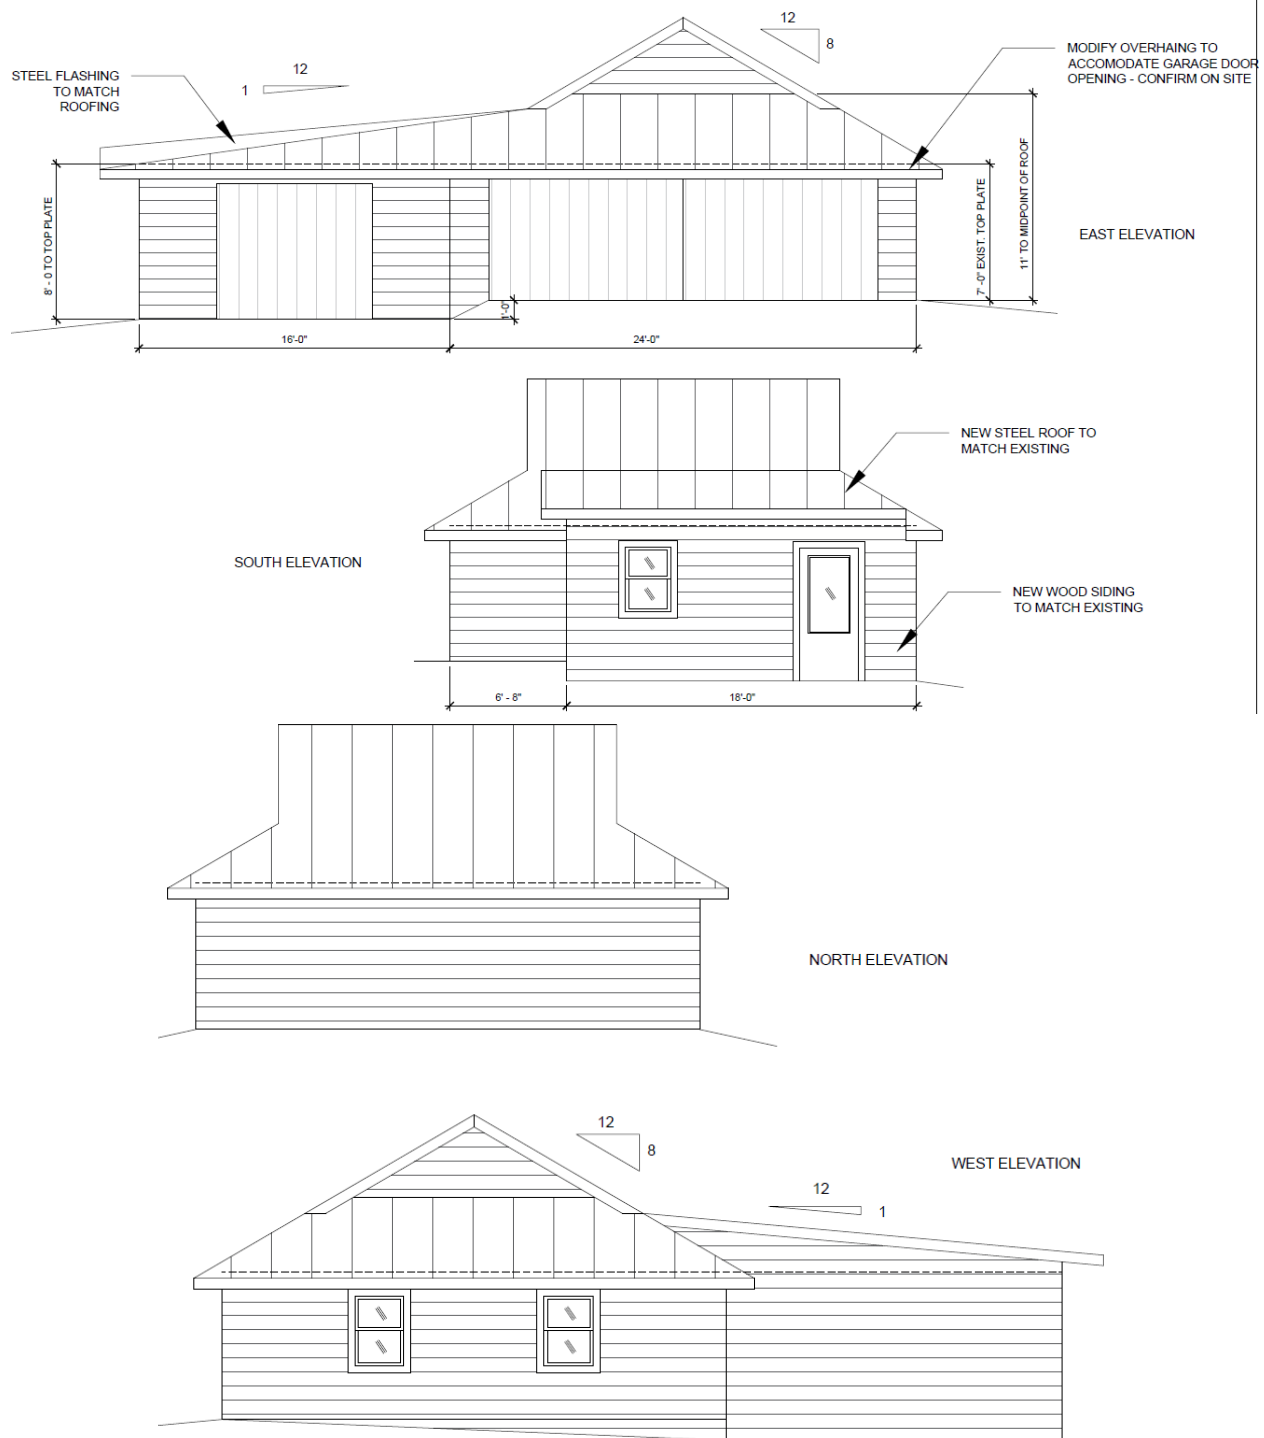 12
8
MODIFY OVERHAING TO
ACCOMODATE GARAGE DOOR
OPENING - CONFIRM ON SITE
STEEL FLASHING
TO MATCH
ROOFING
12
1
8' - 0 TO TOP PLATE
7' -0" EXIST. TOP PLATE
11' TO MIDPOINT OF ROOF
EAST ELEVATION
1'-0"
16'-0"
24'-0"
NEW STEEL ROOF TO
MATCH EXISTING
SOUTH ELEVATION
NEW WOOD SIDING
TO MATCH EXISTING
6' - 8"
18'-0"
NORTH ELEVATION
12
8
WEST ELEVATION
12
1